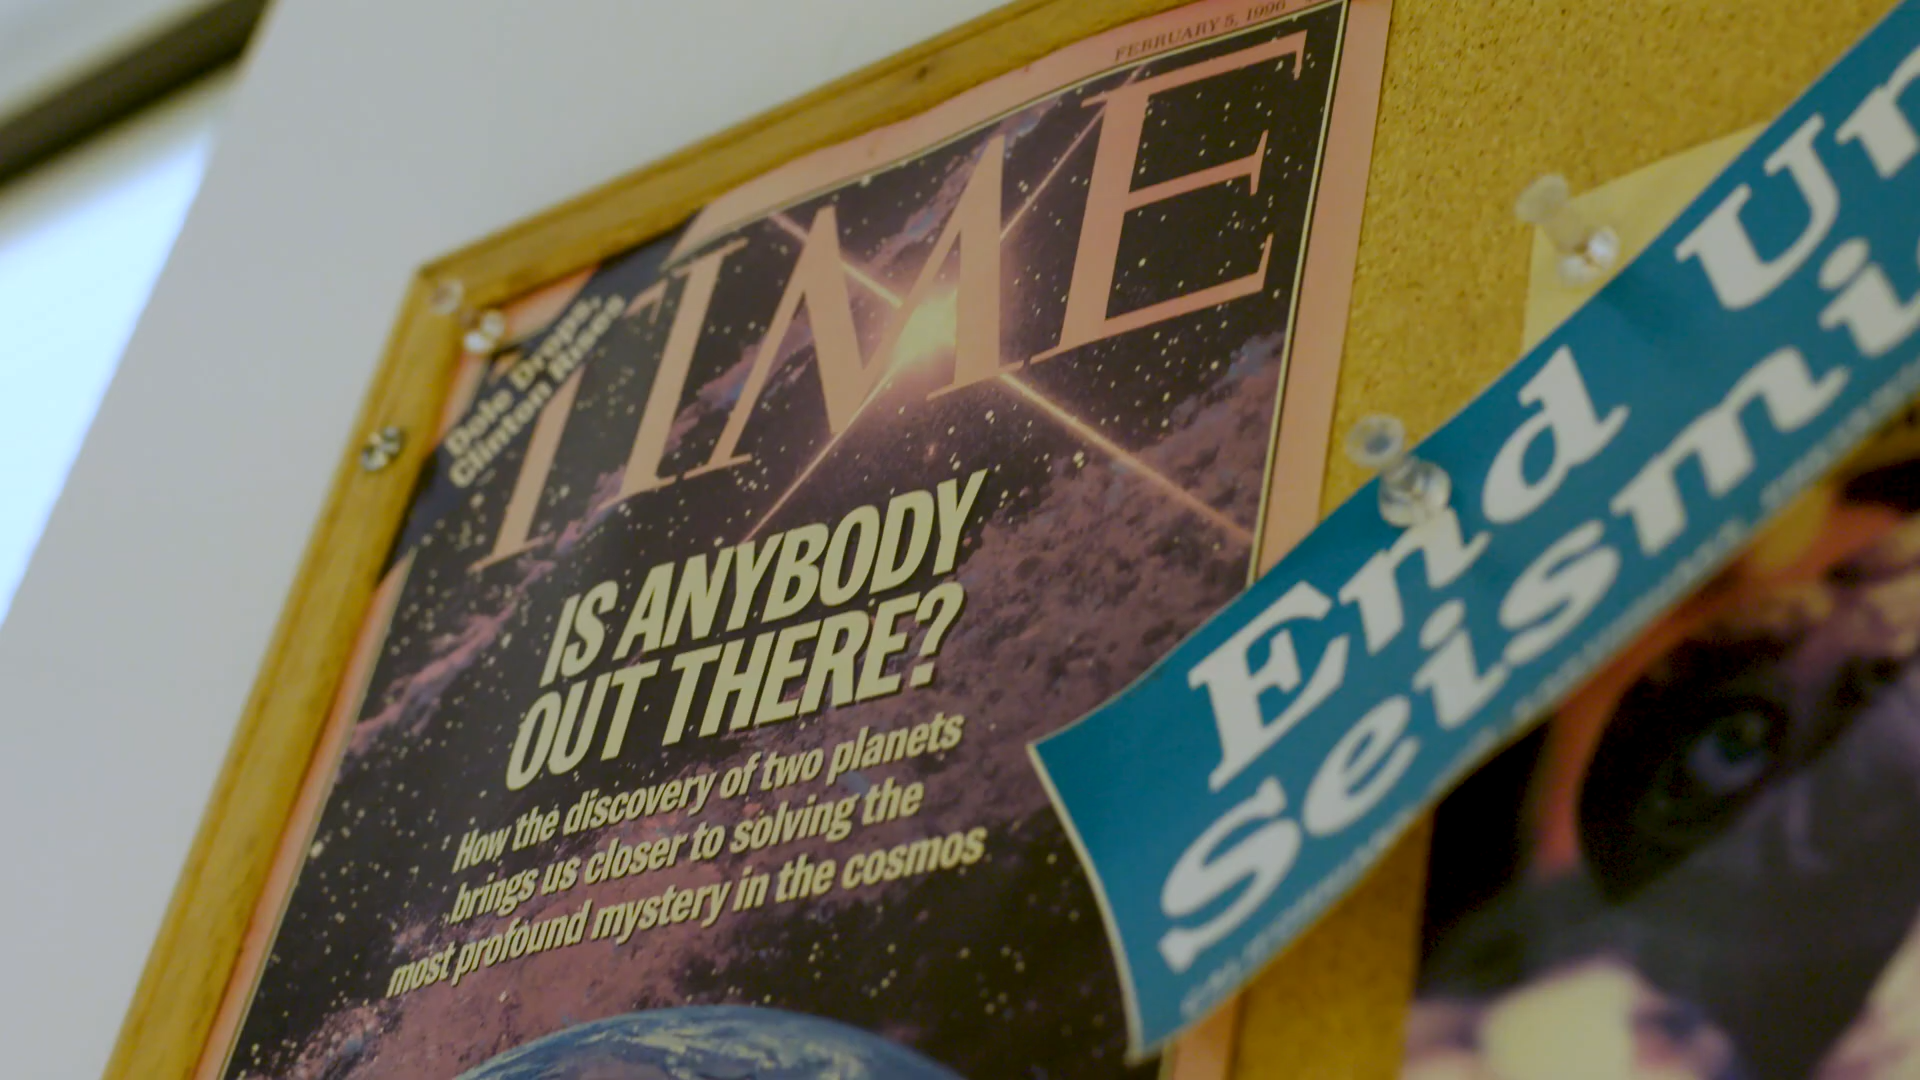 FEBRUARY 5, 1996
TIME
Dole Drops,
Clinton Rises
IS ANYBODY
OUT THERE?
How the discovery of two planets
brings us closer to solving the
most profound mystery in the cosmos
End Un
Seismi